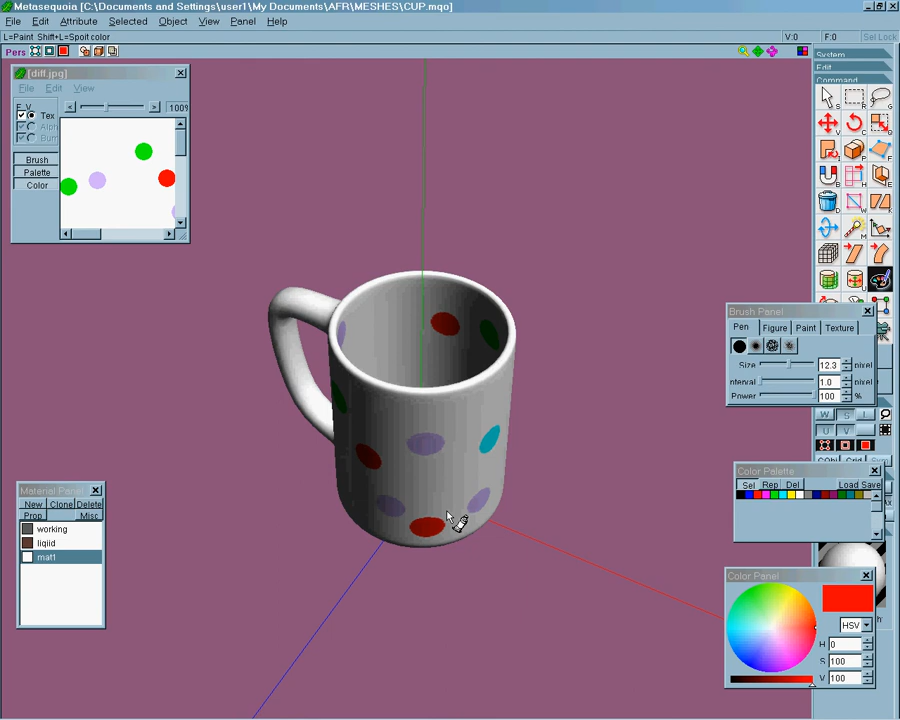 Metasequoia [C:\Documents and Settings\user1\My Documents\AFR\MESHES\CUP.mqo]
File Edit Attribute Selected Object View Panel Help
L=Paint Shift+L=Spoit color V:0 F:0 Sel Lock
Pers
System
Edit
Command
[diff.jpg]
File Edit View
E V
Tex
< > 100%
Brush
Palette
Color
Brush Panel
Pen Figure Paint Texture
Size 12.3 pixel
Interval 1.0 pixel
Power 100 %
W S L
U V
Color Palette
Sel Rep Del Load Save
Material Panel
New Clone Delete
Prop Misc
working
liqiid
mat1
Color Panel
HSV
H 0
S 100
V 100